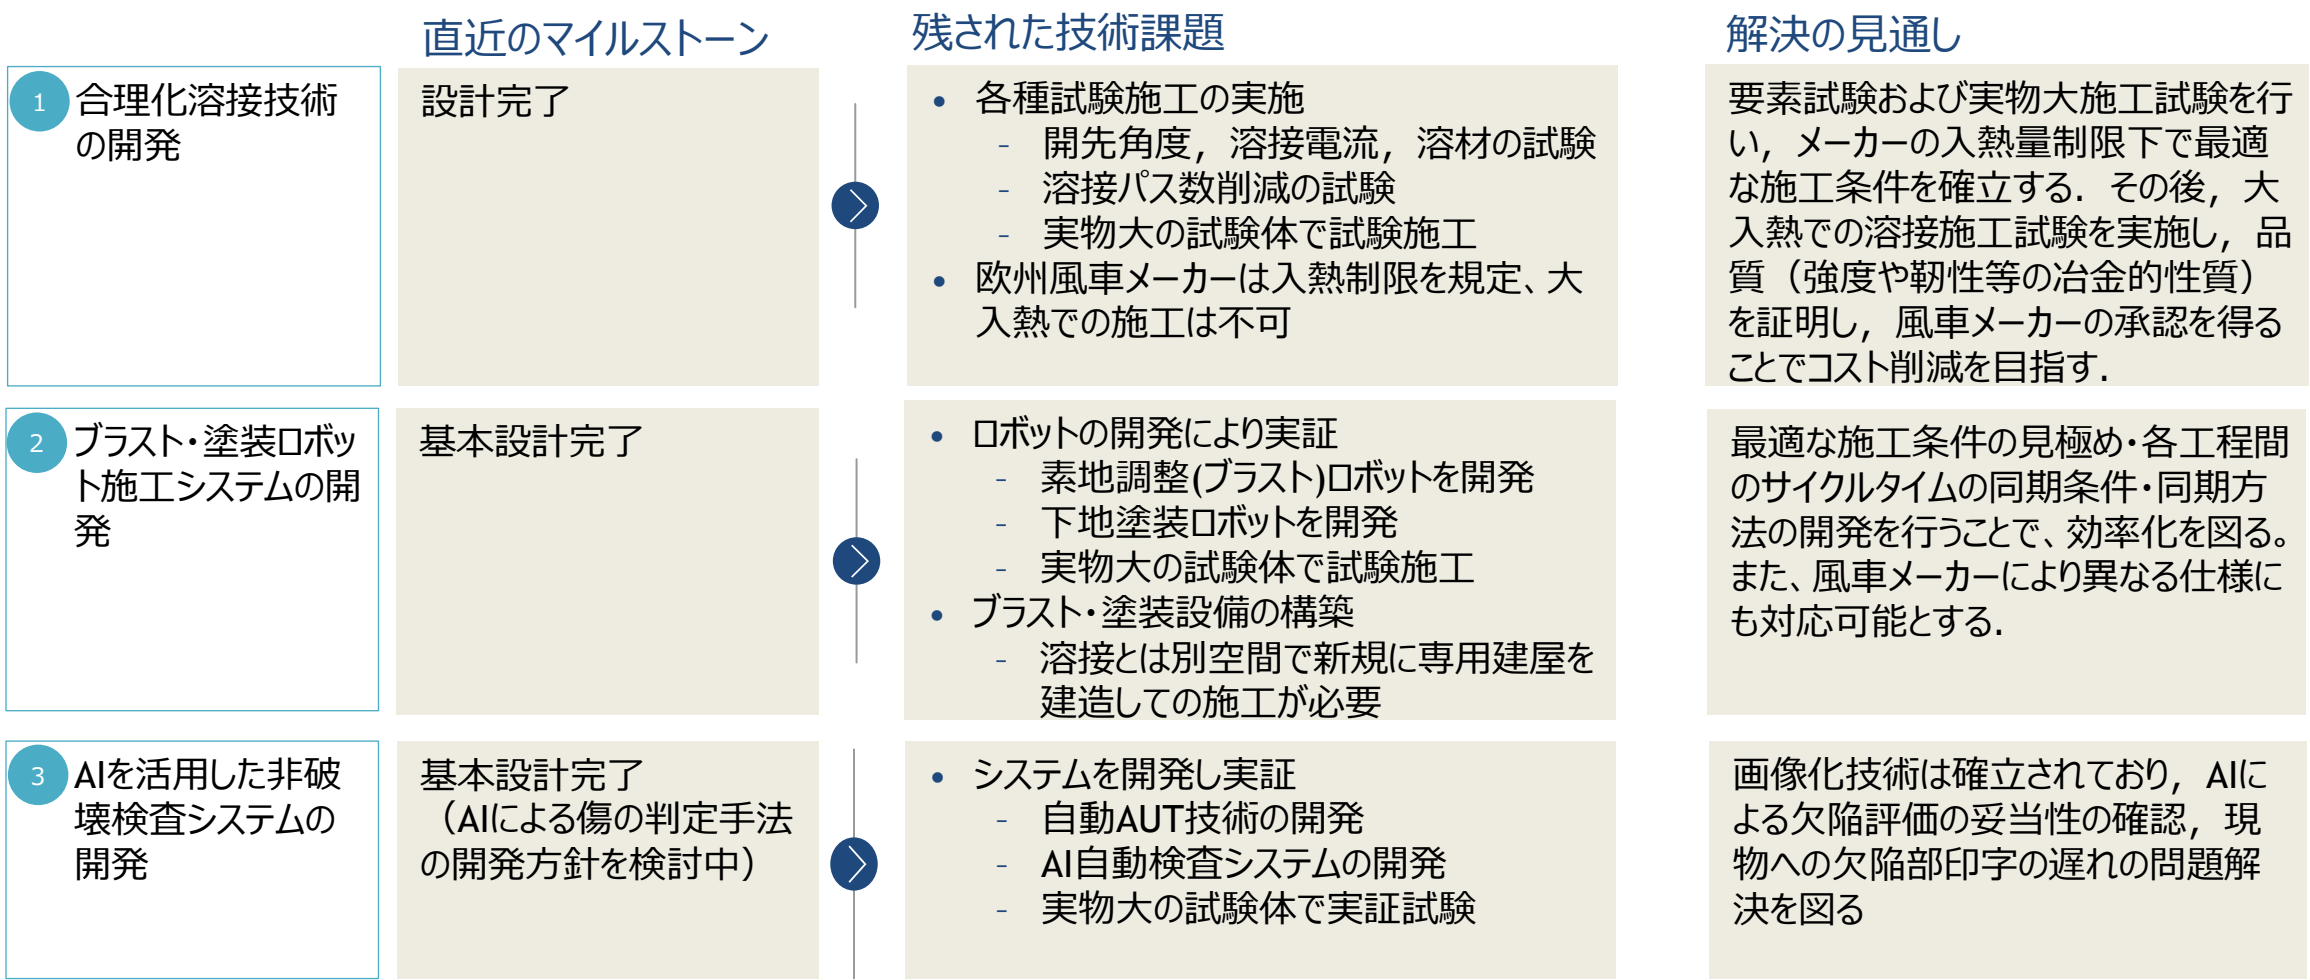 直近のマイルストーン
残された技術課題
解決の見通し
1
合理化溶接技術
の開発
設計完了
• 各種試験施工の実施
- 開先角度，溶接電流，溶材の試験
- 溶接パス数削減の試験
- 実物大の試験体で試験施工
• 欧州風車メーカーは入熱制限を規定、大
入熱での施工は不可
要素試験および実物大施工試験を行
い，メーカーの入熱量制限下で最適
な施工条件を確立する．その後，大
入熱での溶接施工試験を実施し，品
質（強度や靭性等の冶金的性質）
を証明し，風車メーカーの承認を得る
ことでコスト削減を目指す．
2
ブラスト・塗装ロボッ
ト施工システムの開
発
基本設計完了
• ロボットの開発により実証
- 素地調整(ブラスト)ロボットを開発
- 下地塗装ロボットを開発
- 実物大の試験体で試験施工
• ブラスト・塗装設備の構築
- 溶接とは別空間で新規に専用建屋を
建造しての施工が必要
最適な施工条件の見極め・各工程間
のサイクルタイムの同期条件・同期方
法の開発を行うことで、効率化を図る。
また、風車メーカーにより異なる仕様に
も対応可能とする．
3
AIを活用した非破
壊検査システムの
開発
基本設計完了
（AIによる傷の判定手法
の開発方針を検討中）
• システムを開発し実証
- 自動AUT技術の開発
- AI自動検査システムの開発
- 実物大の試験体で実証試験
画像化技術は確立されており，AIに
よる欠陥評価の妥当性の確認，現
物への欠陥部印字の遅れの問題解
決を図る